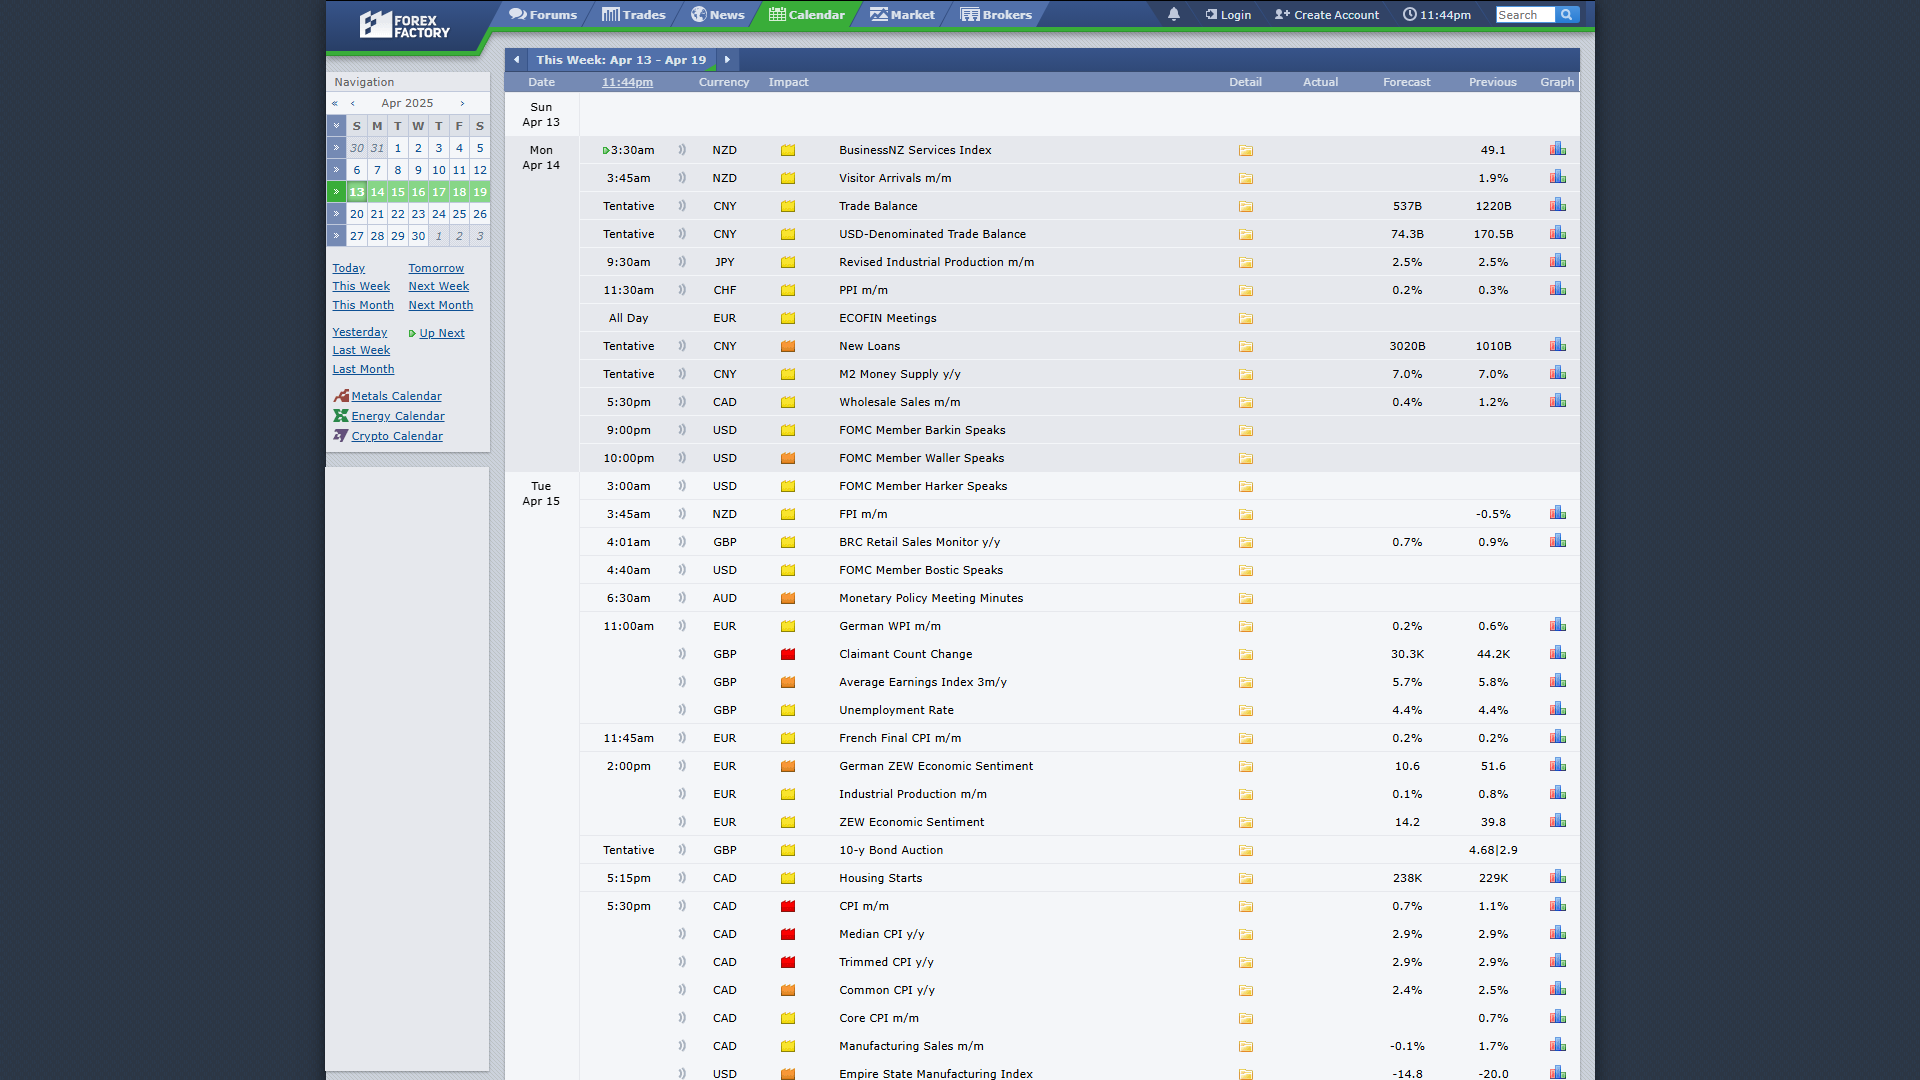 FOREX
FACTORY
Forums
Trades
News
Calendar
Market
Brokers
Login
Create Account
11:44pm
Search
Navigation
« ‹ Apr 2025 ›
S M T W T F S
30 31 1 2 3 4 5
6 7 8 9 10 11 12
13 14 15 16 17 18 19
20 21 22 23 24 25 26
27 28 29 30 1 2 3
Today Tomorrow
This Week Next Week
This Month Next Month
Yesterday Up Next
Last Week
Last Month
Metals Calendar
Energy Calendar
Crypto Calendar
This Week: Apr 13 - Apr 19
Date 11:44pm Currency Impact Detail Actual Forecast Previous Graph
Sun
Apr 13
Mon
Apr 14
3:30am NZD BusinessNZ Services Index 49.1
3:45am NZD Visitor Arrivals m/m 1.9%
Tentative CNY Trade Balance 537B 1220B
Tentative CNY USD-Denominated Trade Balance 74.3B 170.5B
9:30am JPY Revised Industrial Production m/m 2.5% 2.5%
11:30am CHF PPI m/m 0.2% 0.3%
All Day EUR ECOFIN Meetings
Tentative CNY New Loans 3020B 1010B
Tentative CNY M2 Money Supply y/y 7.0% 7.0%
5:30pm CAD Wholesale Sales m/m 0.4% 1.2%
9:00pm USD FOMC Member Barkin Speaks
10:00pm USD FOMC Member Waller Speaks
Tue
Apr 15
3:00am USD FOMC Member Harker Speaks
3:45am NZD FPI m/m -0.5%
4:01am GBP BRC Retail Sales Monitor y/y 0.7% 0.9%
4:40am USD FOMC Member Bostic Speaks
6:30am AUD Monetary Policy Meeting Minutes
11:00am EUR German WPI m/m 0.2% 0.6%
GBP Claimant Count Change 30.3K 44.2K
GBP Average Earnings Index 3m/y 5.7% 5.8%
GBP Unemployment Rate 4.4% 4.4%
11:45am EUR French Final CPI m/m 0.2% 0.2%
2:00pm EUR German ZEW Economic Sentiment 10.6 51.6
EUR Industrial Production m/m 0.1% 0.8%
EUR ZEW Economic Sentiment 14.2 39.8
Tentative GBP 10-y Bond Auction 4.68|2.9
5:15pm CAD Housing Starts 238K 229K
5:30pm CAD CPI m/m 0.7% 1.1%
CAD Median CPI y/y 2.9% 2.9%
CAD Trimmed CPI y/y 2.9% 2.9%
CAD Common CPI y/y 2.4% 2.5%
CAD Core CPI m/m 0.7%
CAD Manufacturing Sales m/m -0.1% 1.7%
USD Empire State Manufacturing Index -14.8 -20.0